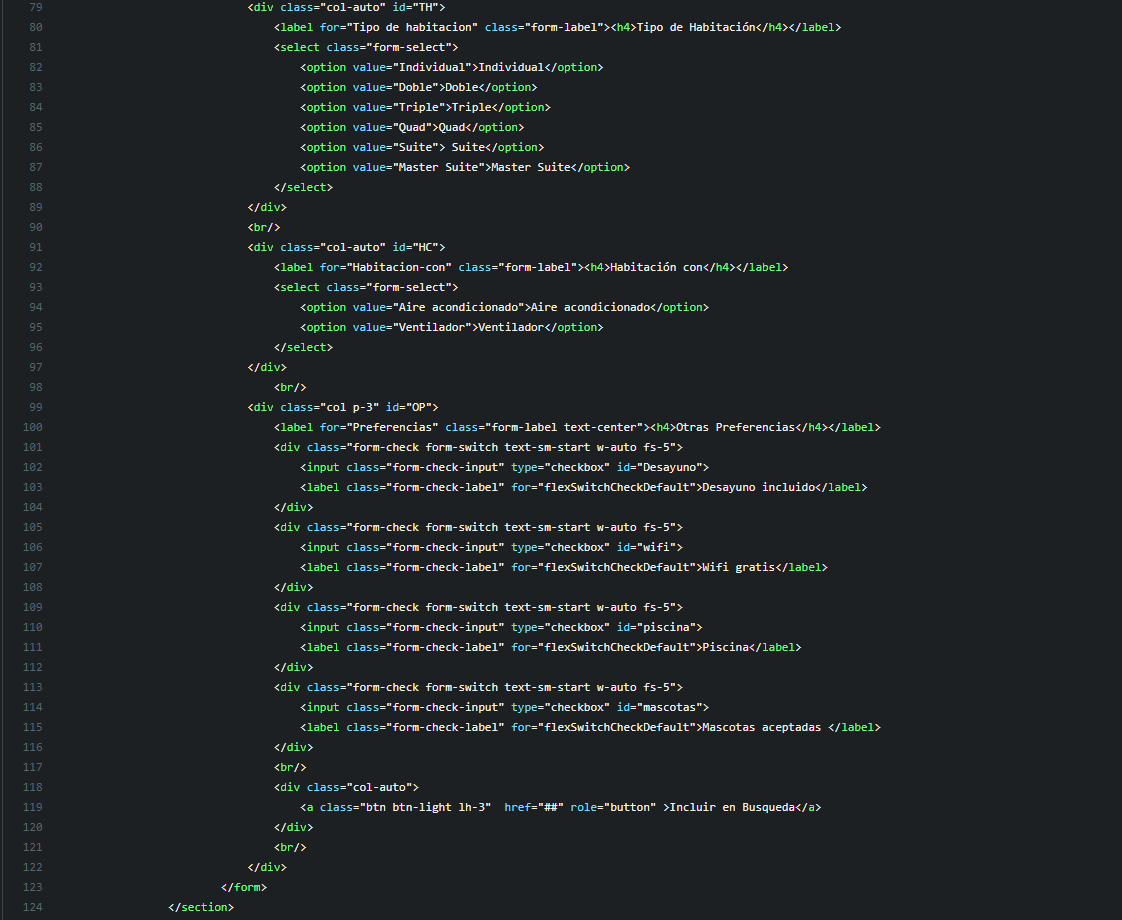 79 <div class="col-auto" id="TH">
80 <label for="Tipo de habitacion" class="form-label"><h4>Tipo de Habitación</h4></label>
81 <select class="form-select">
82 <option value="Individual">Individual</option>
83 <option value="Doble">Doble</option>
84 <option value="Triple">Triple</option>
85 <option value="Quad">Quad</option>
86 <option value="Suite"> Suite</option>
87 <option value="Master Suite">Master Suite</option>
88 </select>
89 </div>
90 <br/>
91 <div class="col-auto" id="HC">
92 <label for="Habitacion-con" class="form-label"><h4>Habitación con</h4></label>
93 <select class="form-select">
94 <option value="Aire acondicionado">Aire acondicionado</option>
95 <option value="Ventilador">Ventilador</option>
96 </select>
97 </div>
98 <br/>
99 <div class="col p-3" id="OP">
100 <label for="Preferencias" class="form-label text-center"><h4>Otras Preferencias</h4></label>
101 <div class="form-check form-switch text-sm-start w-auto fs-5">
102 <input class="form-check-input" type="checkbox" id="Desayuno">
103 <label class="form-check-label" for="flexSwitchCheckDefault">Desayuno incluido</label>
104 </div>
105 <div class="form-check form-switch text-sm-start w-auto fs-5">
106 <input class="form-check-input" type="checkbox" id="wifi">
107 <label class="form-check-label" for="flexSwitchCheckDefault">Wifi gratis</label>
108 </div>
109 <div class="form-check form-switch text-sm-start w-auto fs-5">
110 <input class="form-check-input" type="checkbox" id="piscina">
111 <label class="form-check-label" for="flexSwitchCheckDefault">Piscina</label>
112 </div>
113 <div class="form-check form-switch text-sm-start w-auto fs-5">
114 <input class="form-check-input" type="checkbox" id="mascotas">
115 <label class="form-check-label" for="flexSwitchCheckDefault">Mascotas aceptadas </label>
116 </div>
117 <br/>
118 <div class="col-auto">
119 <a class="btn btn-light lh-3"  href="##" role="button" >Incluir en Busqueda</a>
120 </div>
121 <br/>
122 </div>
123 </form>
124 </section>